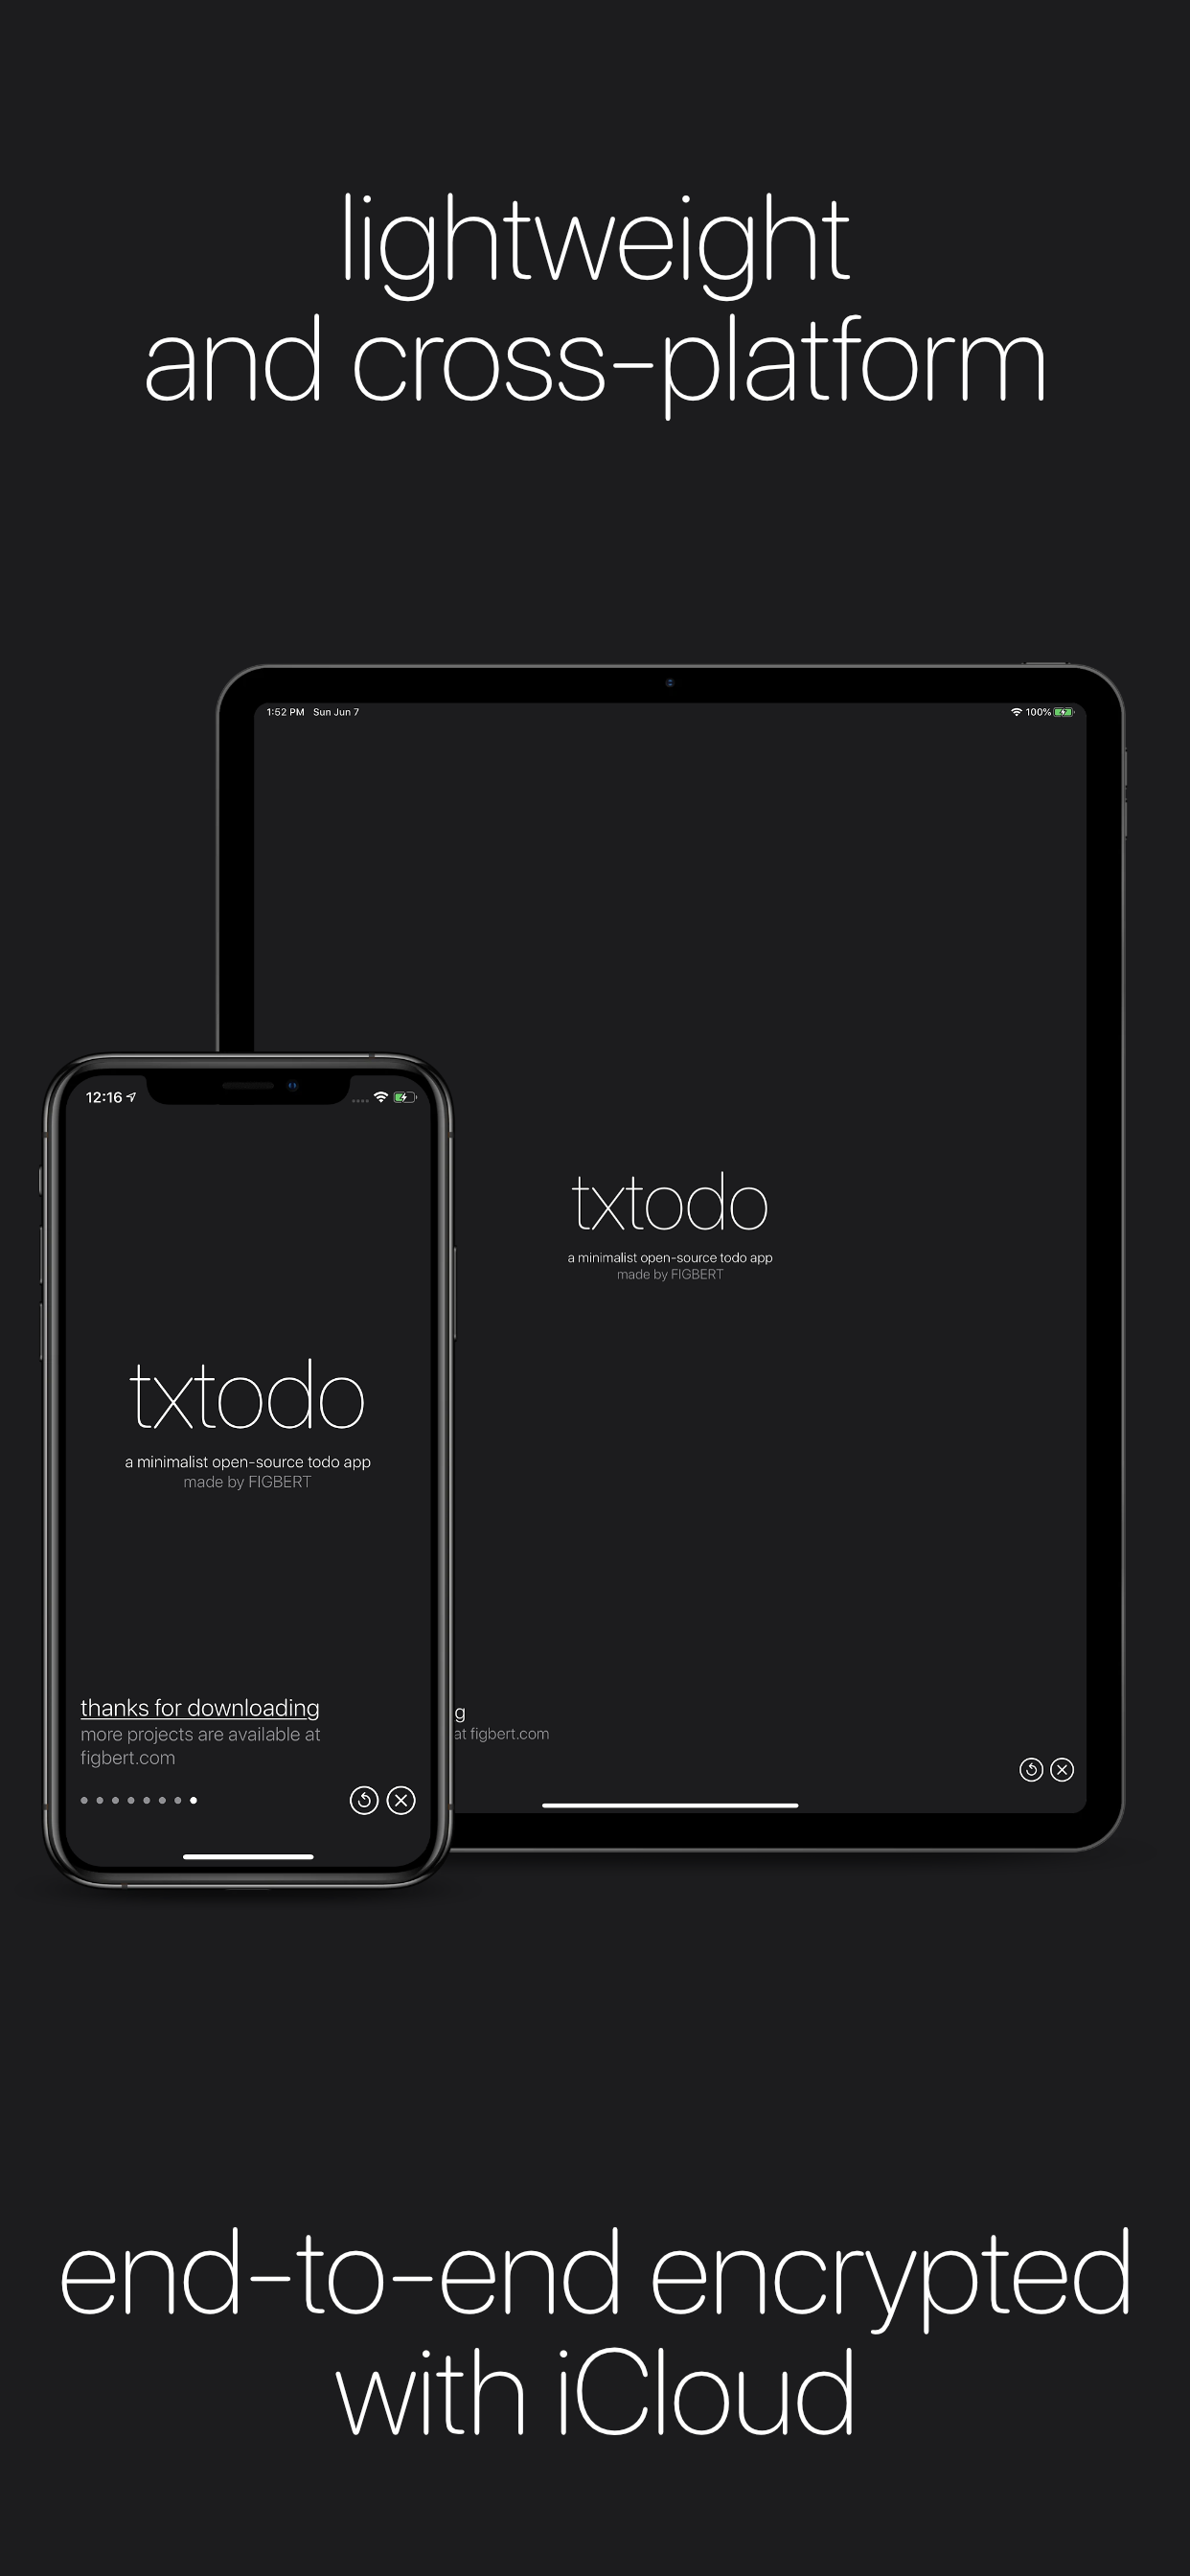 lightweight
and cross-platform
1:52 PM Sun Jun 7
100%
txtodo
a minimalist open-source todo app
made by FIGBERT
g
at figbert.com
12:16
txtodo
a minimalist open-source todo app
made by FIGBERT
thanks for downloading
more projects are available at
figbert.com
end-to-end encrypted
with iCloud